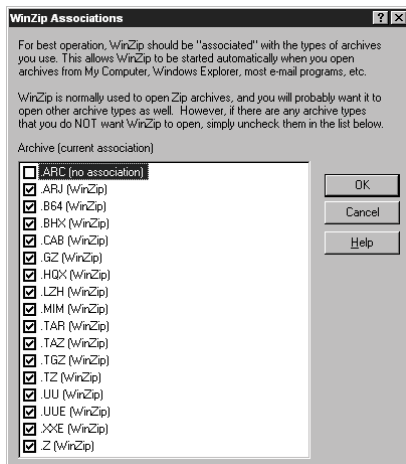 WinZip Associations
For best operation, WinZip should be "associated" with the types of archives
you use. This allows WinZip to be started automatically when you open
archives from My Computer, Windows Explorer, most e-mail programs, etc.
WinZip is normally used to open Zip archives, and you will probably want it to
open other archive types as well. However, if there are any archive types
that you do NOT want WinZip to open, simply uncheck them in the list below.
Archive (current association)
.ARC (no association)
.ARJ (WinZip)
.B64 (WinZip)
.BHX (WinZip)
.CAB (WinZip)
.GZ (WinZip)
.HQX (WinZip)
.LZH (WinZip)
.MIM (WinZip)
.TAR (WinZip)
.TAZ (WinZip)
.TGZ (WinZip)
.TZ (WinZip)
.UU (WinZip)
.UUE (WinZip)
.XXE (WinZip)
.Z (WinZip)
OK
Cancel
Help